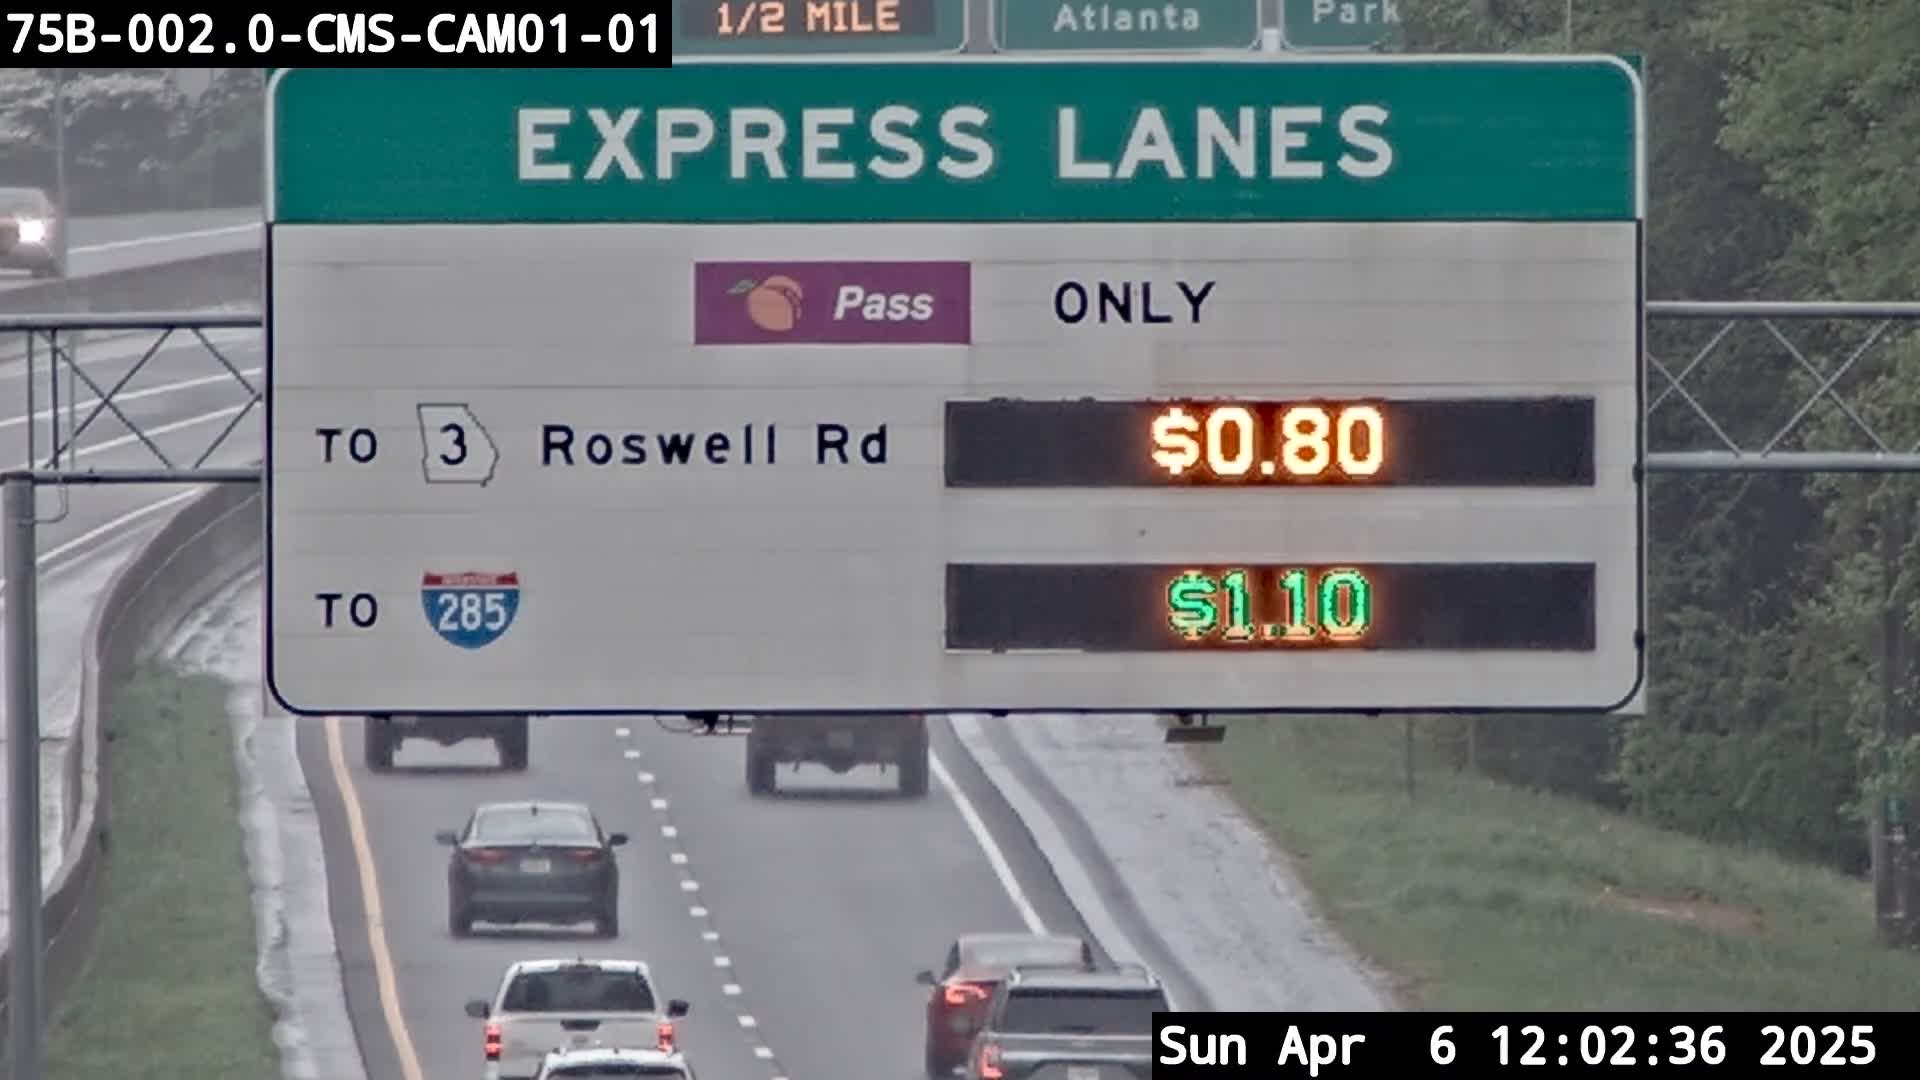 75B-002.0-CMS-CAM01-01
1/2 MILE
Atlanta
Park
EXPRESS LANES
Pass ONLY
TO 3 Roswell Rd $0.80
TO INTERSTATE 285 $1.10
Sun Apr 6 12:02:36 2025